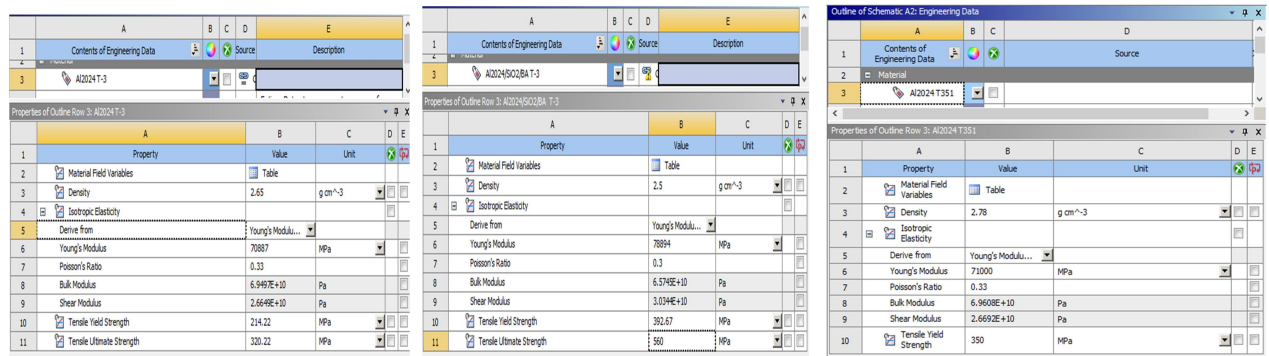 A B C D E
1 Contents of Engineering Data Source Description
2 Material
3 Al2024 T-3
Properties of Outline Row 3: Al2024 T-3
A B C D E
1 Property Value Unit
2 Material Field Variables Table
3 Density 2.65 g cm^-3
4 Isotropic Elasticity
5 Derive from Young's Modulu...
6 Young's Modulus 70887 MPa
7 Poisson's Ratio 0.33
8 Bulk Modulus 6.9497E+10 Pa
9 Shear Modulus 2.6649E+10 Pa
10 Tensile Yield Strength 214.22 MPa
11 Tensile Ultimate Strength 320.22 MPa
A B C D E
1 Contents of Engineering Data Source Description
3 Al2024/SIO2/BA T-3
Properties of Outline Row 3: Al2024/SIO2/BA T-3
A B C D E
1 Property Value Unit
2 Material Field Variables Table
3 Density 2.5 g cm^-3
4 Isotropic Elasticity
5 Derive from Young's Modulu...
6 Young's Modulus 78894 MPa
7 Poisson's Ratio 0.3
8 Bulk Modulus 6.5745E+10 Pa
9 Shear Modulus 3.0344E+10 Pa
10 Tensile Yield Strength 392.67 MPa
11 Tensile Ultimate Strength 560 MPa
Outline of Schematic A2: Engineering Data
A B C D
1 Contents of Engineering Data Source
2 Material
3 Al2024 T351
Properties of Outline Row 3: Al2024 T351
A B C D E
1 Property Value Unit
2 Material Field Variables Table
3 Density 2.78 g cm^-3
4 Isotropic Elasticity
5 Derive from Young's Modulu...
6 Young's Modulus 71000 MPa
7 Poisson's Ratio 0.33
8 Bulk Modulus 6.9608E+10 Pa
9 Shear Modulus 2.6692E+10 Pa
10 Tensile Yield Strength 350 MPa